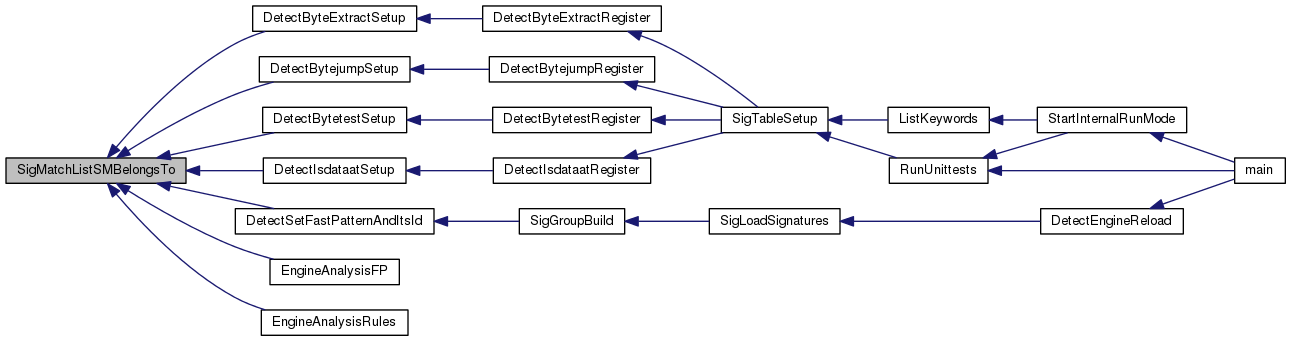 DetectByteExtractSetup
DetectByteExtractRegister
DetectBytejumpSetup
DetectBytejumpRegister
DetectBytetestSetup
DetectBytetestRegister
SigTableSetup
ListKeywords
StartInternalRunMode
SigMatchListSMBelongsTo
DetectIsdataatSetup
DetectIsdataatRegister
RunUnittests
main
DetectSetFastPatternAndItsId
SigGroupBuild
SigLoadSignatures
DetectEngineReload
EngineAnalysisFP
EngineAnalysisRules